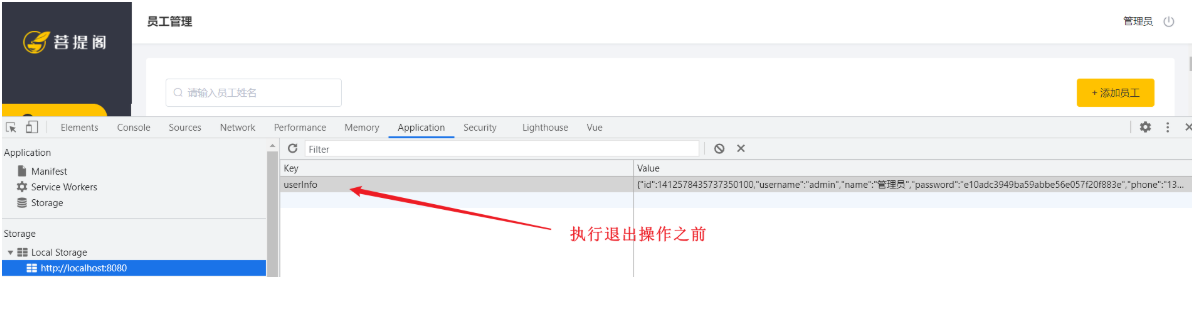 菩提阁
员工管理
管理员
请输入员工姓名
+ 添加员工
Elements Console Sources Network Performance Memory Application Security Lighthouse Vue
Application
Manifest
Service Workers
Storage
Storage
Local Storage
http://localhost:8080
Filter
Key Value
userInfo {"id":1412578435737350100,"username":"admin","name":"管理员","password":"e10adc3949ba59abbe56e057f20f883e","phone":"13...
执行退出操作之前